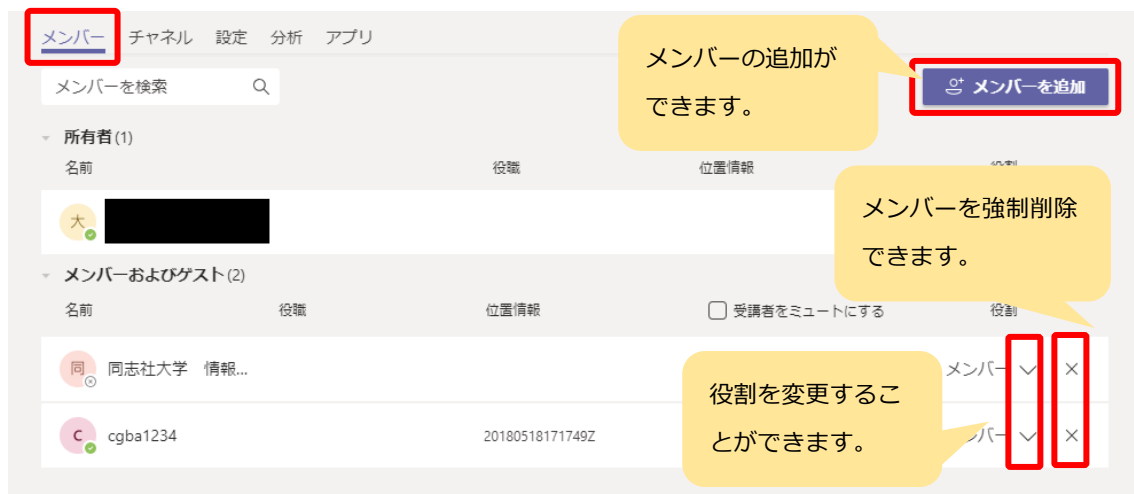 メンバー チャネル 設定 分析 アプリ
メンバーの追加が
できます。
メンバーを検索
メンバーを追加
所有者(1)
名前 役職 位置情報
大
メンバーを強制削除
できます。
メンバーおよびゲスト(2)
名前 役職 位置情報 受講者をミュートにする 役割
同 同志社大学 情報... メンバー
役割を変更するこ
とができます。
C cgba1234 20180518171749Z